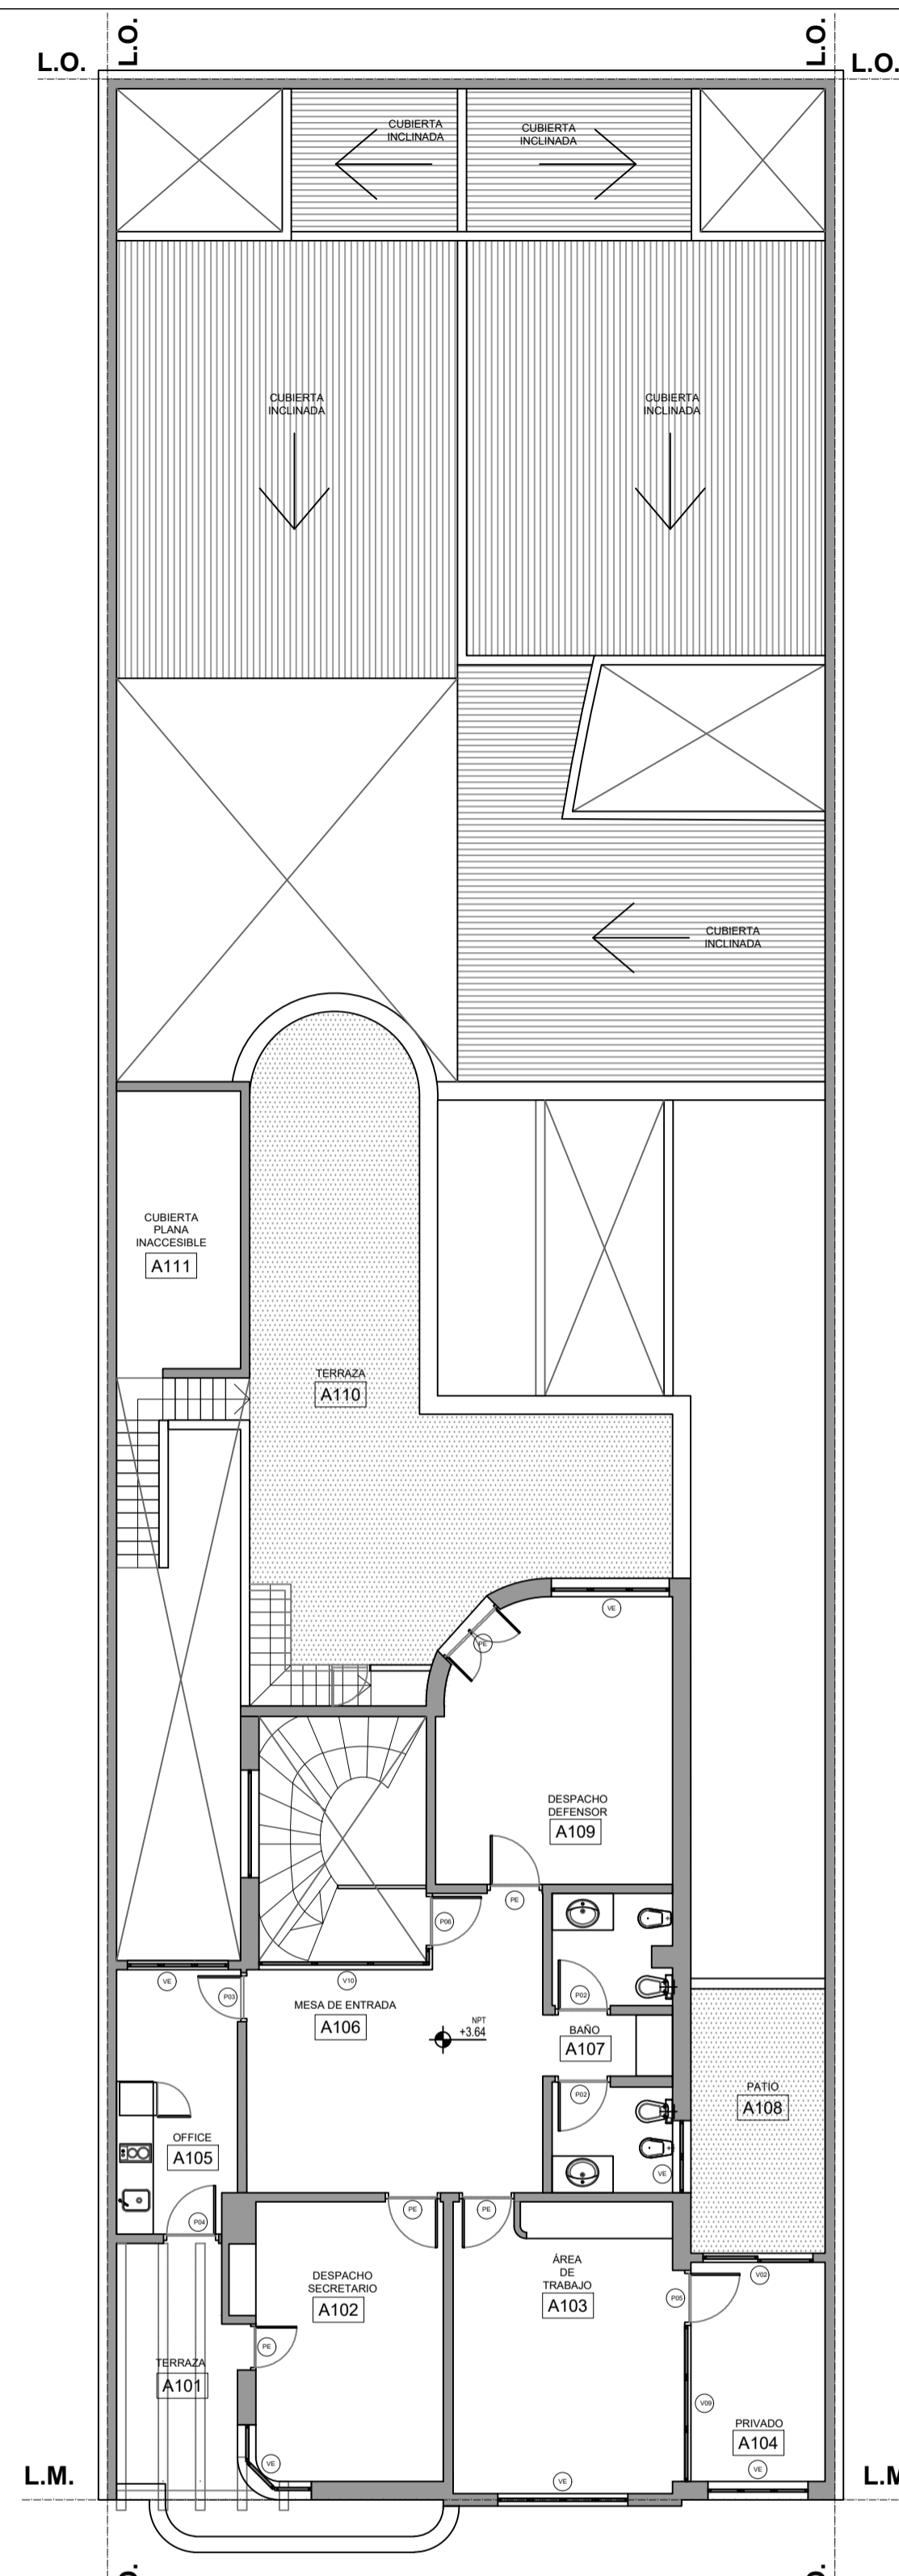 L.O.
L.O.
L.O.
L.O.
CUBIERTA
INCLINADA
CUBIERTA
INCLINADA
CUBIERTA
INCLINADA
CUBIERTA
INCLINADA
CUBIERTA
INCLINADA
CUBIERTA
PLANA
INACCESIBLE
A111
TERRAZA
A110
VE
PE
DESPACHO
DEFENSOR
A109
PE
P06
VE
V10
P03
P02
MESA DE ENTRADA
A106
NPT
+3.64
BAÑO
A107
P02
PATIO
A108
OFFICE
A105
VE
P04
PE
PE
ÁREA
DE
TRABAJO
A103
DESPACHO
SECRETARIO
A102
V02
P05
PE
TERRAZA
A101
V09
PRIVADO
A104
VE
VE
VE
L.M.
L.M